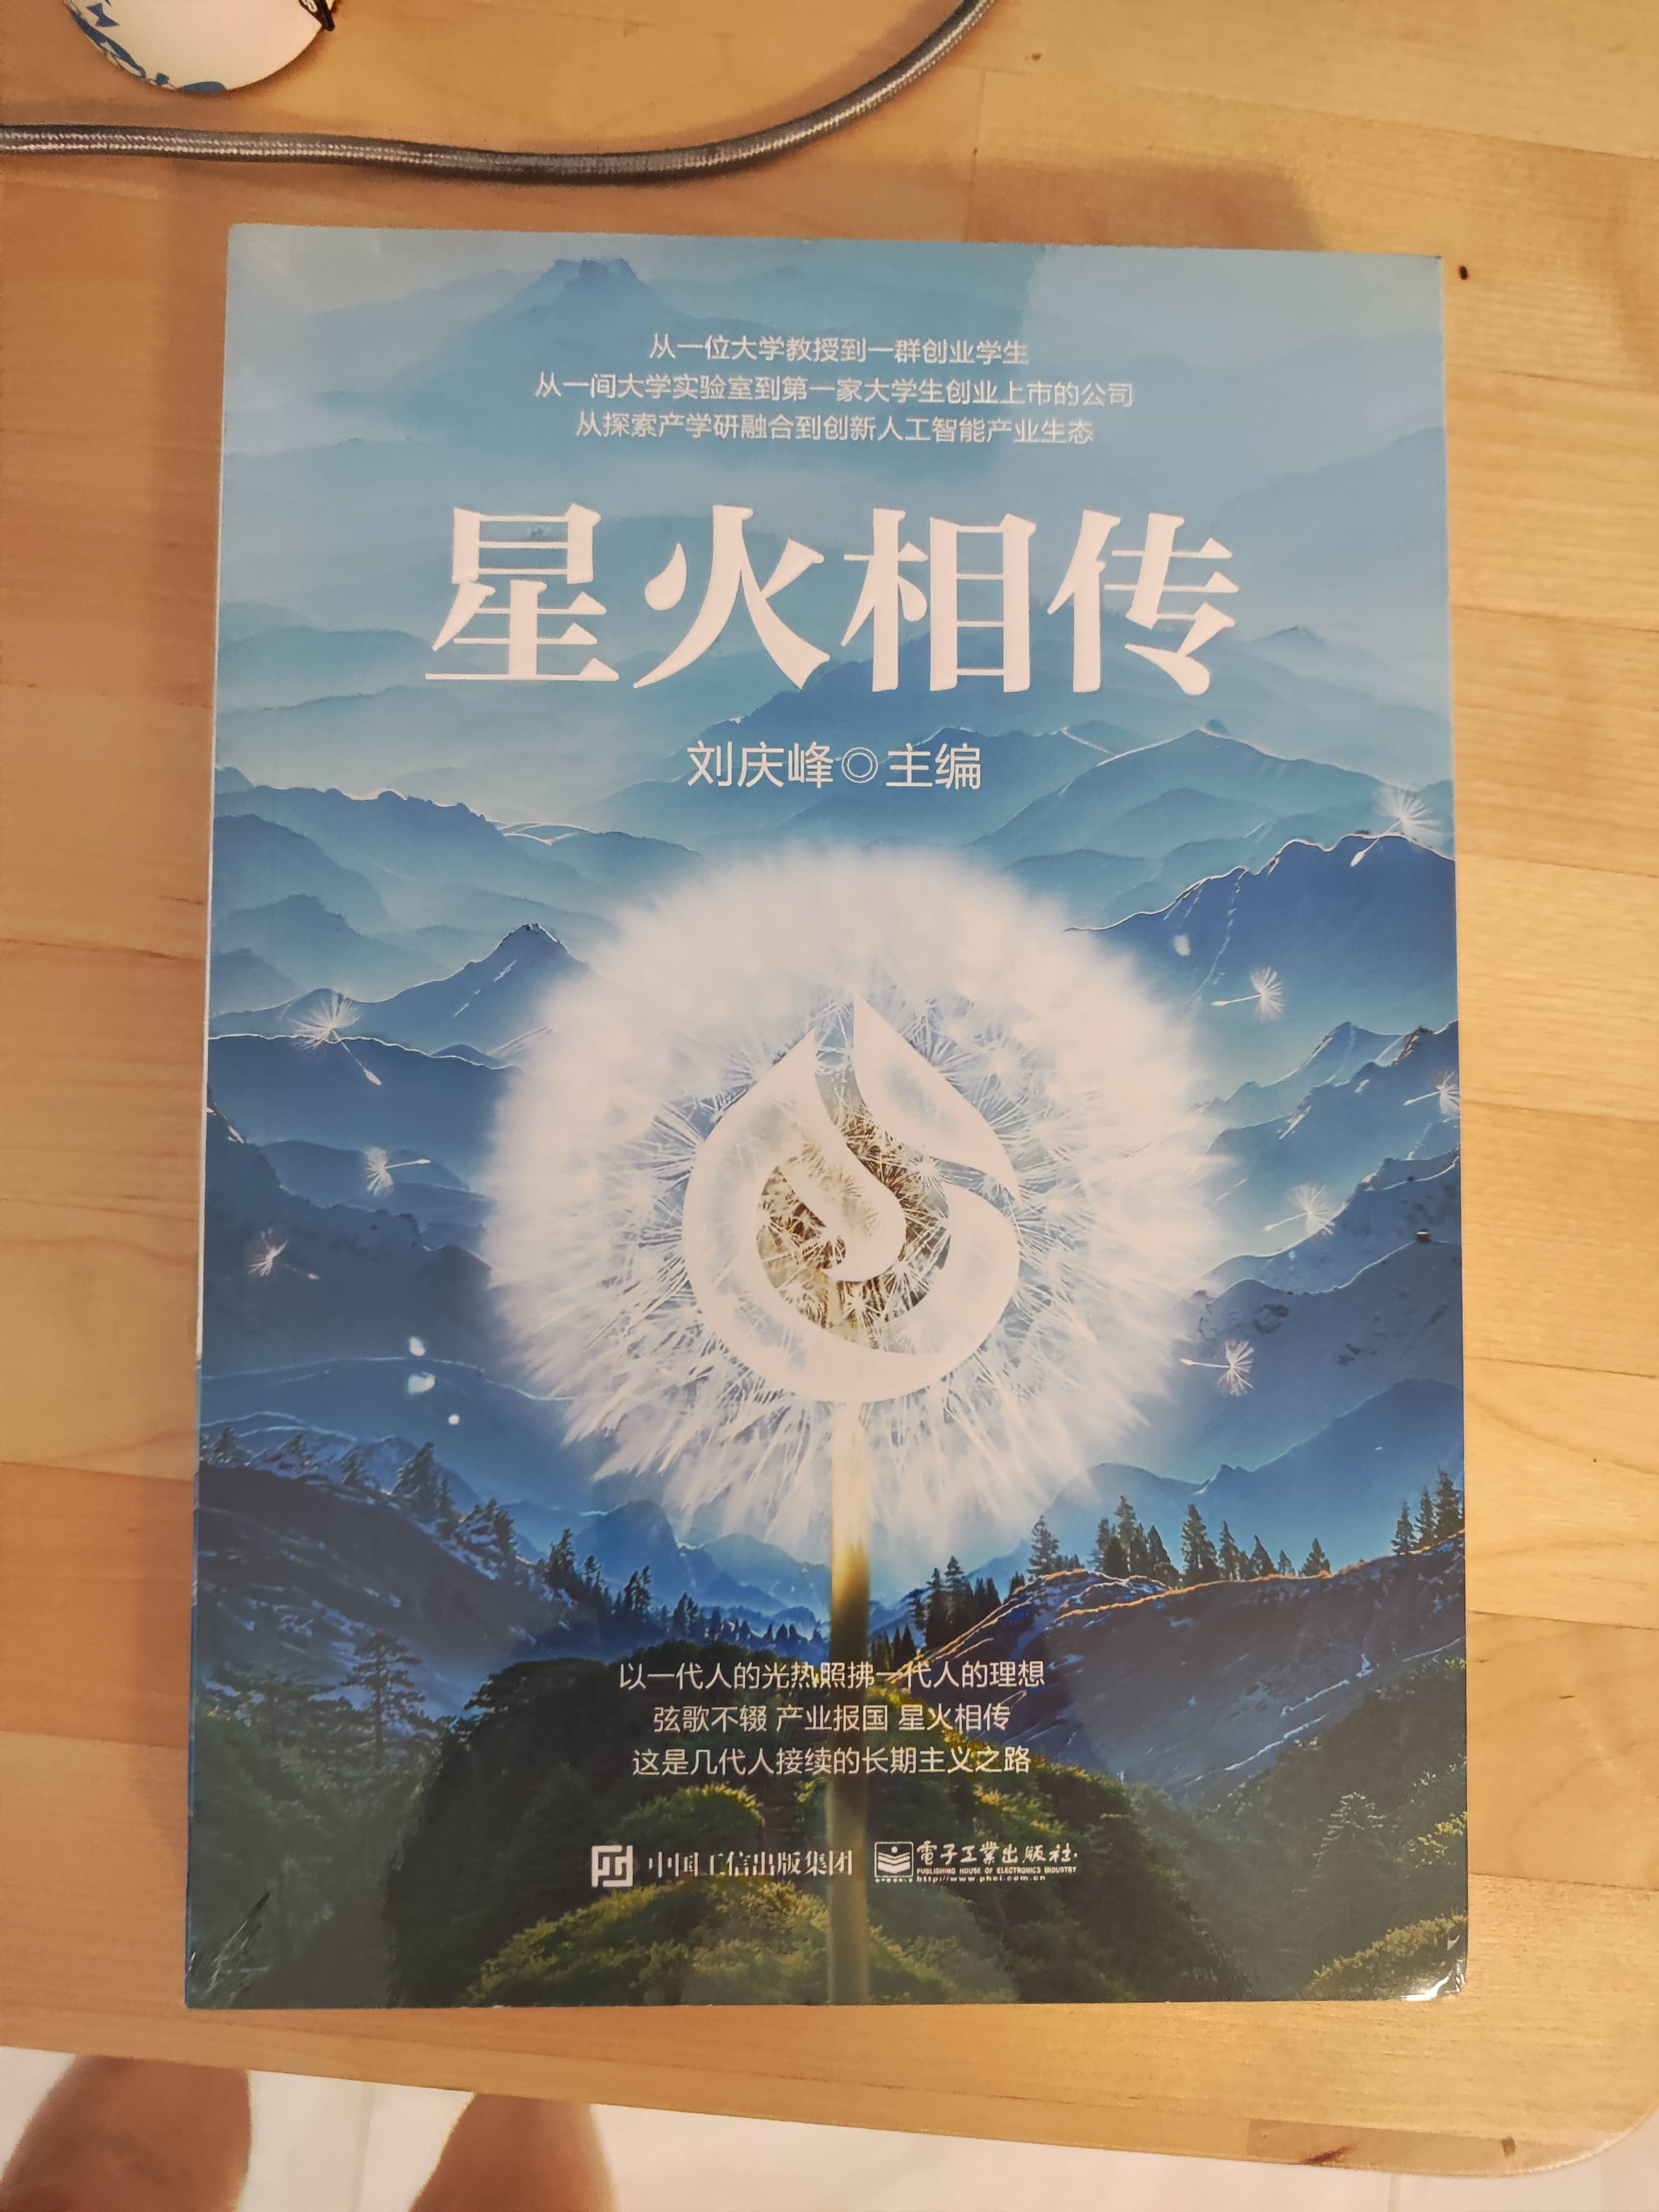 从一位大学教授到一群创业学生
从一间大学实验室到第一家大学生创业上市的公司
从探索产学研融合到创新人工智能产业生态
星火相传
刘庆峰◎主编
以一代人的光热照拂一代人的理想
弦歌不辍 产业报国 星火相传
这是几代人接续的长期主义之路
中国工信出版集团
電子工業出版社
PUBLISHING HOUSE OF ELECTRONICS INDUSTRY
http://www.phei.com.cn